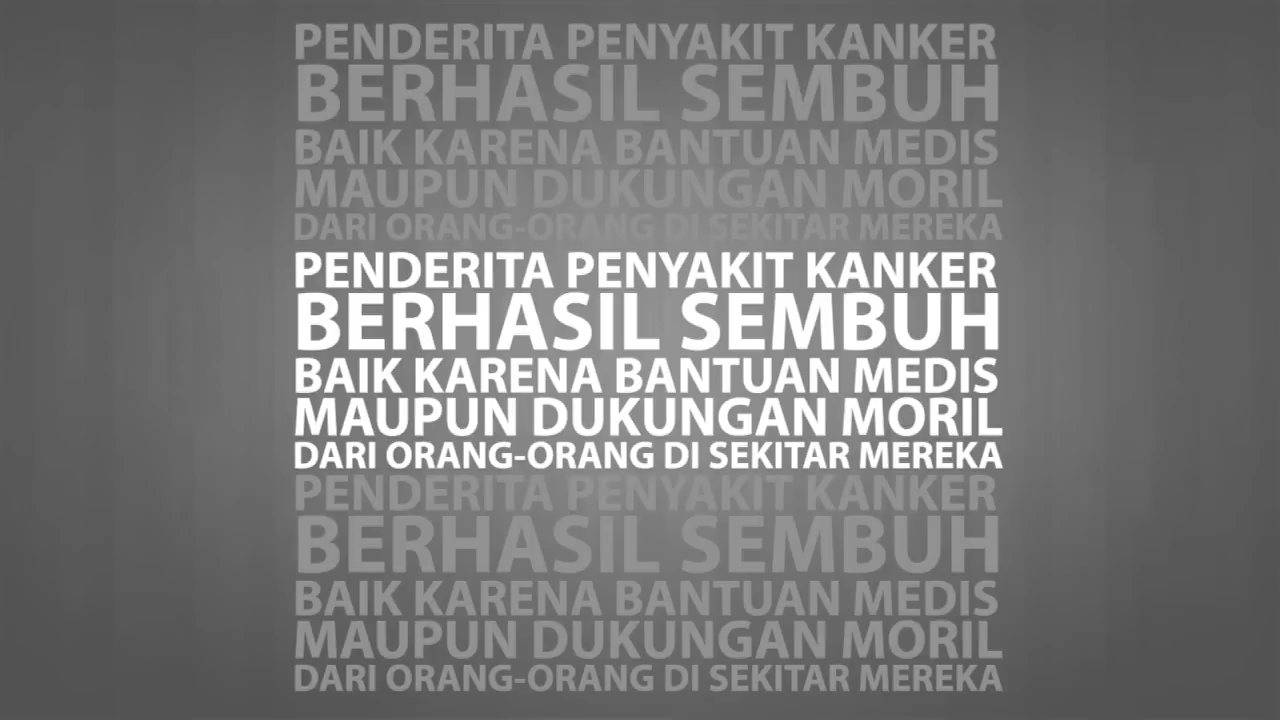 PENDERITA PENYAKIT KANKER
BERHASIL SEMBUH
BAIK KARENA BANTUAN MEDIS
MAUPUN DUKUNGAN MORIL
DARI ORANG-ORANG DI SEKITAR MEREKA
PENDERITA PENYAKIT KANKER
BERHASIL SEMBUH
BAIK KARENA BANTUAN MEDIS
MAUPUN DUKUNGAN MORIL
DARI ORANG-ORANG DI SEKITAR MEREKA
PENDERITA PENYAKIT KANKER
BERHASIL SEMBUH
BAIK KARENA BANTUAN MEDIS
MAUPUN DUKUNGAN MORIL
DARI ORANG-ORANG DI SEKITAR MEREKA